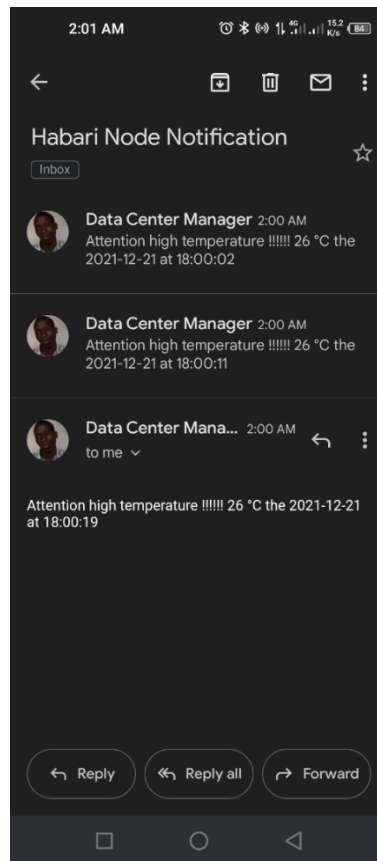 2:01 AM 4G 15.2 K/s 84
Habari Node Notification
Inbox
Data Center Manager 2:00 AM
Attention high temperature !!!!!! 26 °C the
2021-12-21 at 18:00:02
Data Center Manager 2:00 AM
Attention high temperature !!!!!! 26 °C the
2021-12-21 at 18:00:11
Data Center Mana... 2:00 AM
to me
Attention high temperature !!!!!! 26 °C the 2021-12-21
at 18:00:19
Reply Reply all Forward